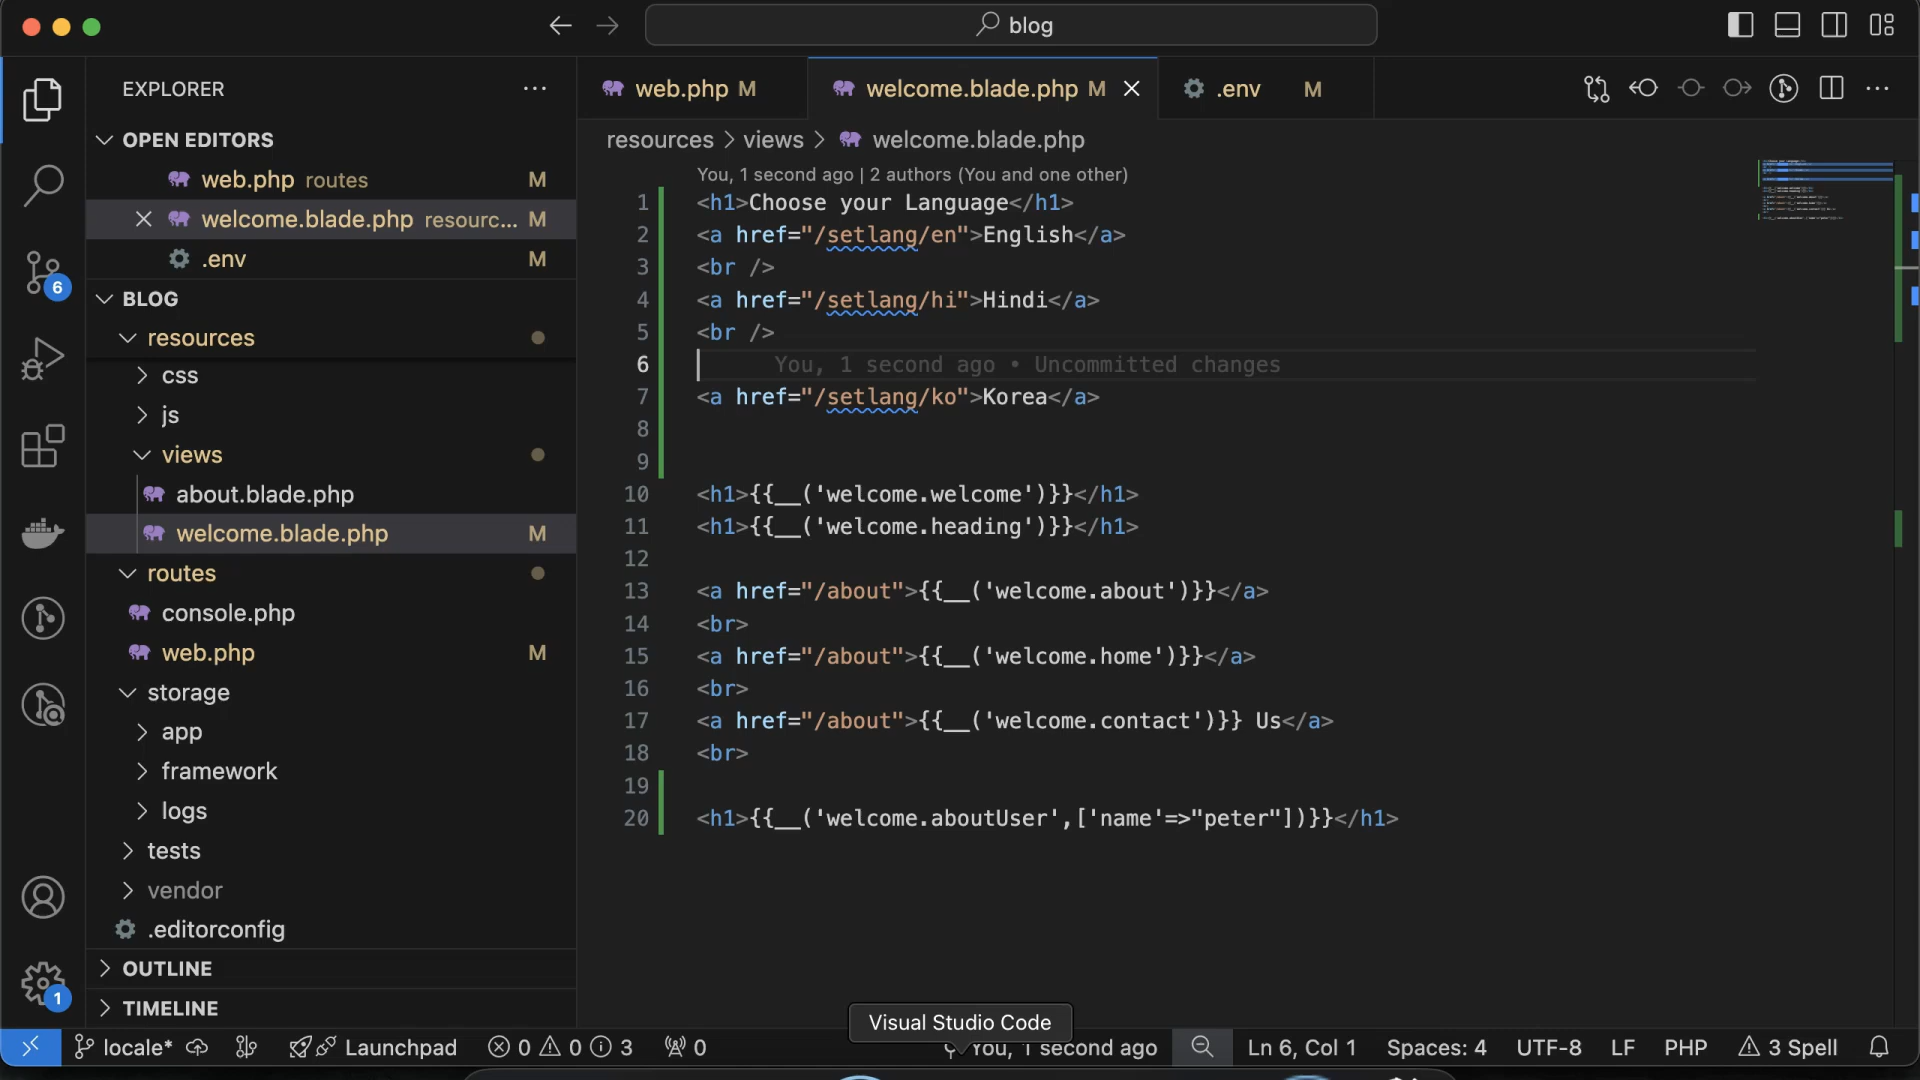 blog
EXPLORER
OPEN EDITORS
web.php routes M
welcome.blade.php resourc... M
.env M
BLOG
resources
css
js
views
about.blade.php
welcome.blade.php M
routes
console.php
web.php M
storage
app
framework
logs
tests
vendor
.editorconfig
OUTLINE
TIMELINE
6
1
web.php M
welcome.blade.php M
.env M
resources > views > welcome.blade.php
You, 1 second ago | 2 authors (You and one other)
1 <h1>Choose your Language</h1>
2 <a href="/setlang/en">English</a>
3 <br />
4 <a href="/setlang/hi">Hindi</a>
5 <br />
6 You, 1 second ago • Uncommitted changes
7 <a href="/setlang/ko">Korea</a>
8
9
10 <h1>{{__('welcome.welcome')}}</h1>
11 <h1>{{__('welcome.heading')}}</h1>
12
13 <a href="/about">{{__('welcome.about')}}</a>
14 <br>
15 <a href="/about">{{__('welcome.home')}}</a>
16 <br>
17 <a href="/about">{{__('welcome.contact')}} Us</a>
18 <br>
19
20 <h1>{{__('welcome.aboutUser',['name'=>"peter"])}}</h1>
Visual Studio Code
locale* Launchpad 0 0 3 0 You, 1 second ago Ln 6, Col 1 Spaces: 4 UTF-8 LF PHP 3 Spell